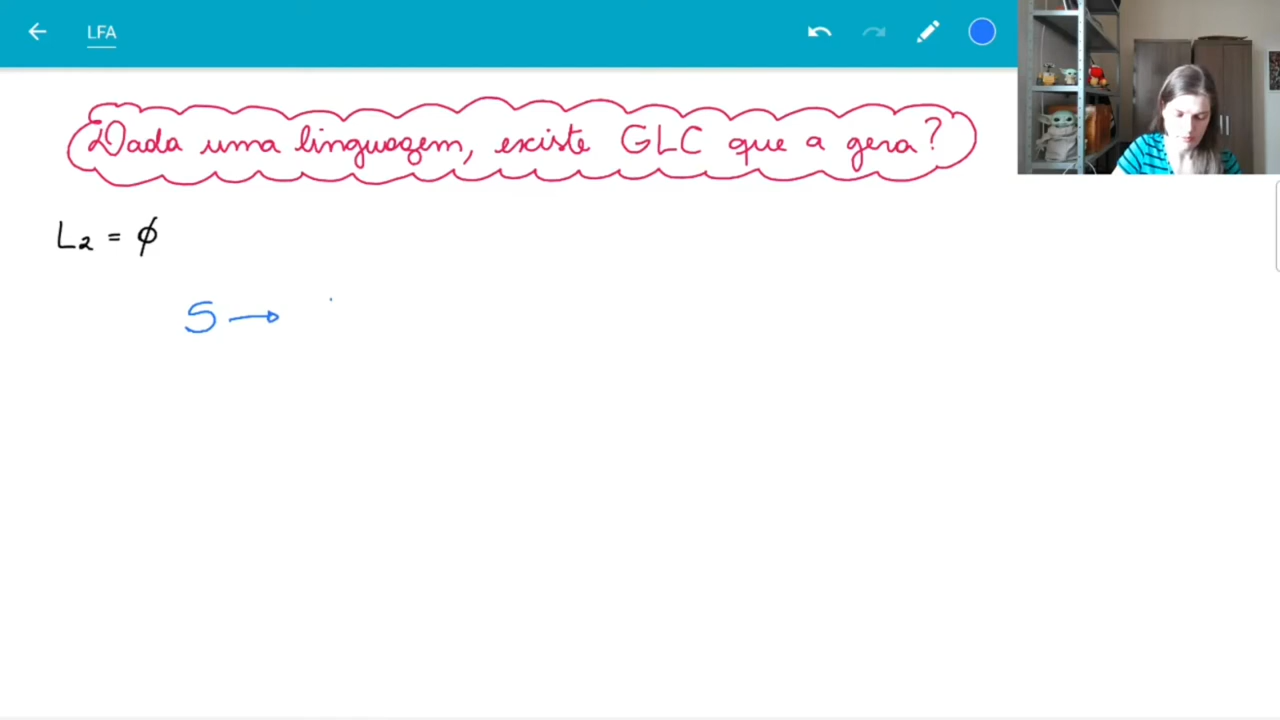 LFA
Dada uma linguagem, existe GLC que a gera?
L₂ = ϕ
S →